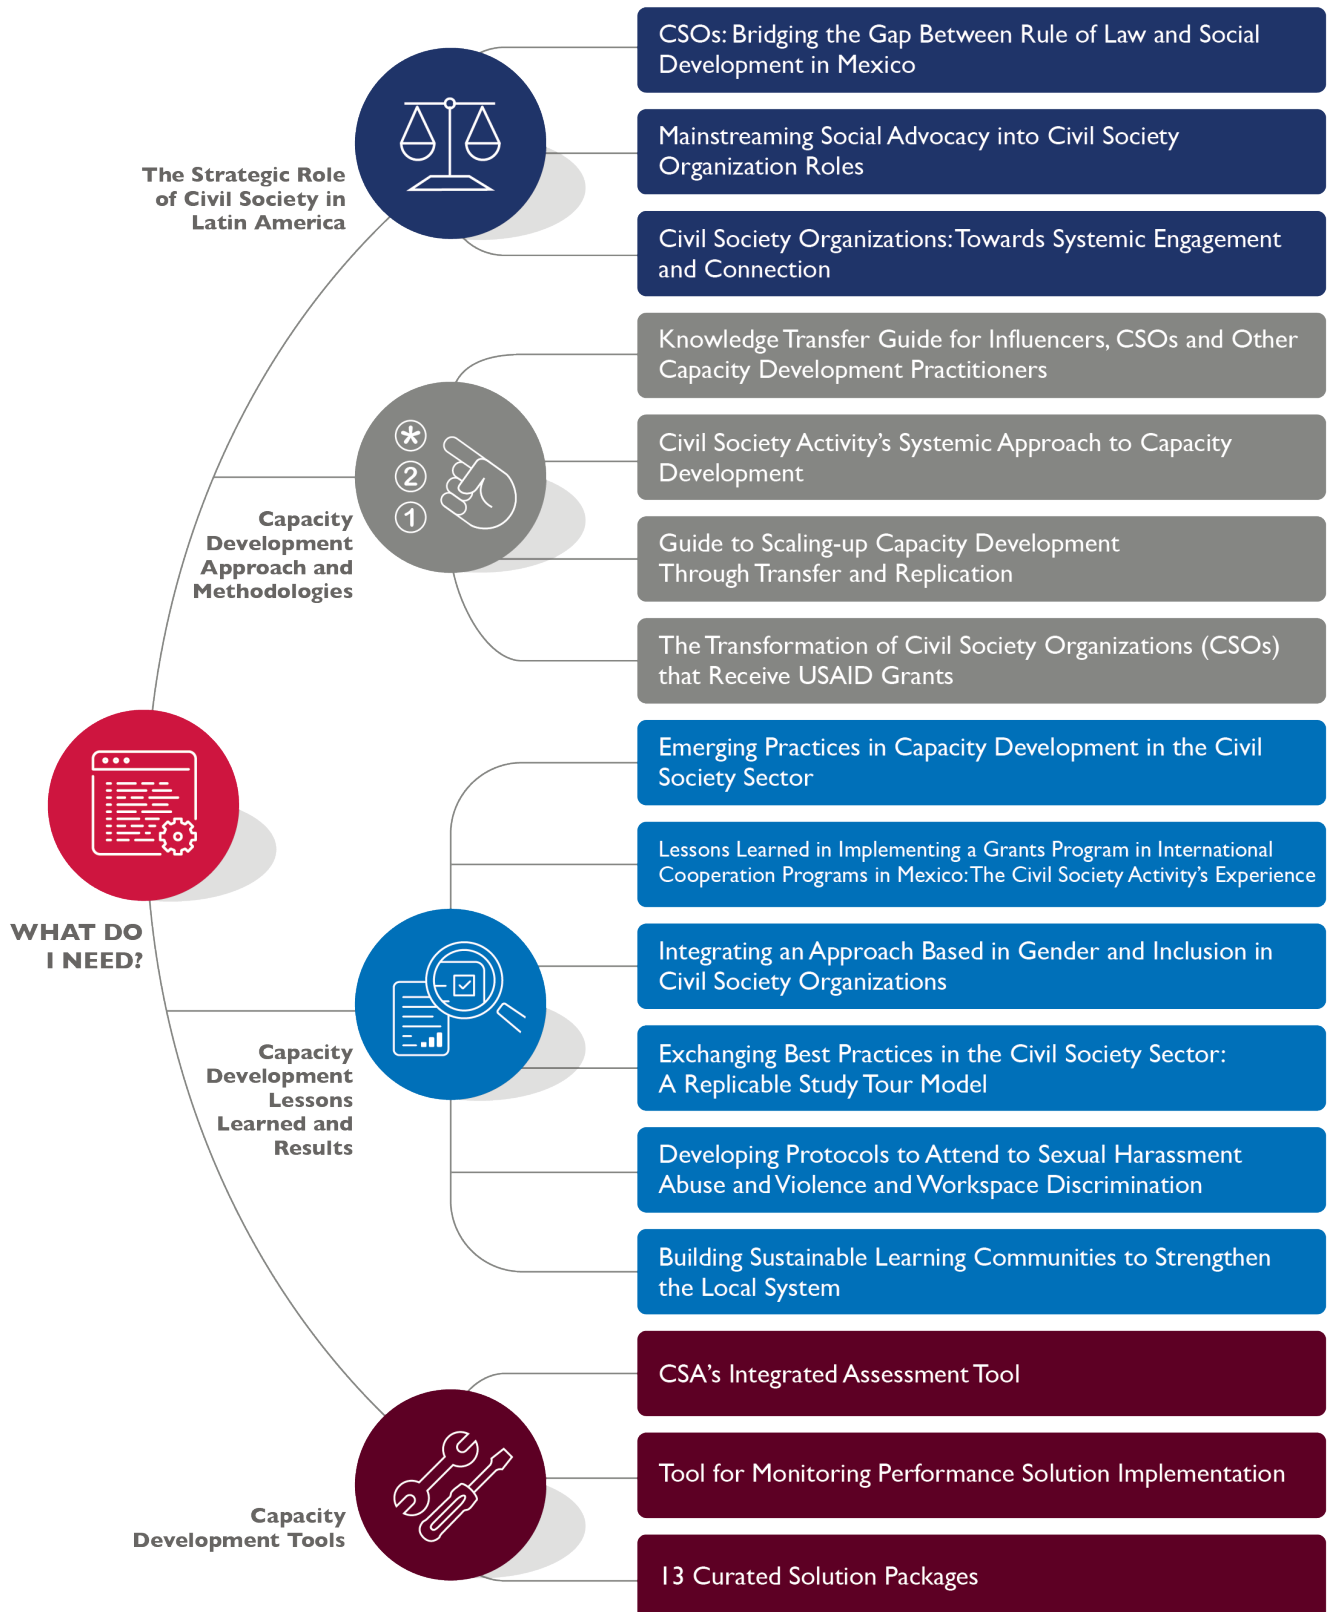 WHAT DO
I NEED?
The Strategic Role
of Civil Society in
Latin America
CSOs: Bridging the Gap Between Rule of Law and Social
Development in Mexico
Mainstreaming Social Advocacy into Civil Society
Organization Roles
Civil Society Organizations: Towards Systemic Engagement
and Connection
*
2
1
Capacity
Development
Approach and
Methodologies
Knowledge Transfer Guide for Influencers, CSOs and Other
Capacity Development Practitioners
Civil Society Activity's Systemic Approach to Capacity
Development
Guide to Scaling-up Capacity Development
Through Transfer and Replication
The Transformation of Civil Society Organizations (CSOs)
that Receive USAID Grants
Capacity
Development
Lessons
Learned and
Results
Emerging Practices in Capacity Development in the Civil
Society Sector
Lessons Learned in Implementing a Grants Program in International
Cooperation Programs in Mexico: The Civil Society Activity's Experience
Integrating an Approach Based in Gender and Inclusion in
Civil Society Organizations
Exchanging Best Practices in the Civil Society Sector:
A Replicable Study Tour Model
Developing Protocols to Attend to Sexual Harassment
Abuse and Violence and Workspace Discrimination
Building Sustainable Learning Communities to Strengthen
the Local System
Capacity
Development Tools
CSA's Integrated Assessment Tool
Tool for Monitoring Performance Solution Implementation
13 Curated Solution Packages